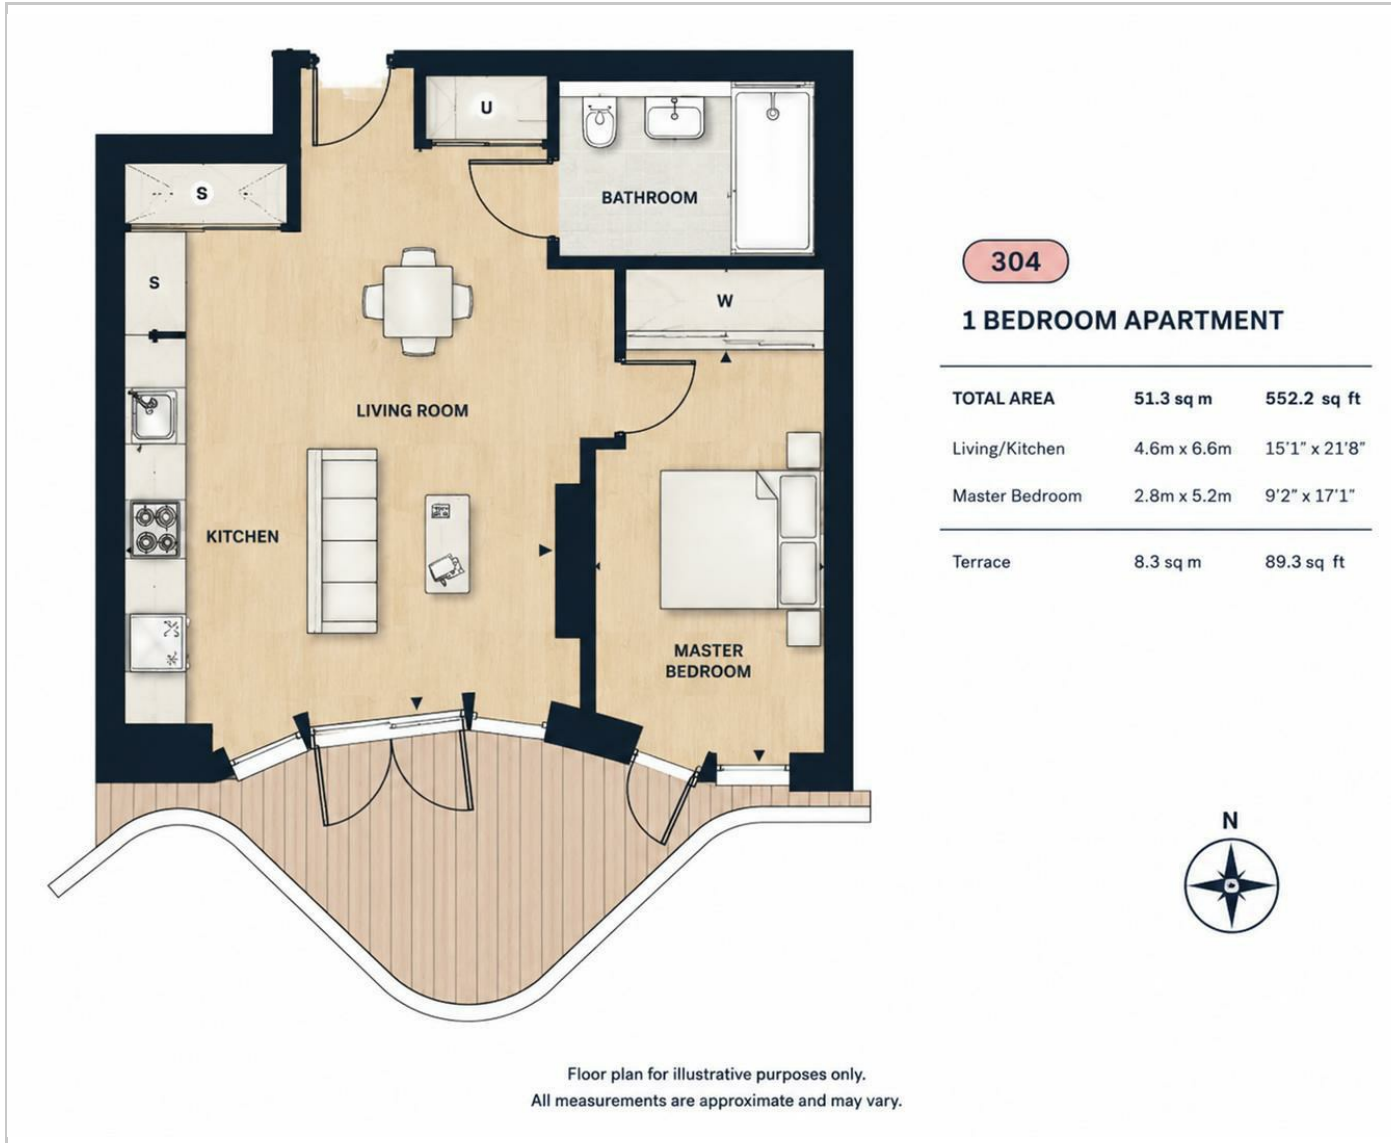 U
S
BATHROOM
S
W
LIVING ROOM
KITCHEN
MASTER
BEDROOM
304
1 BEDROOM APARTMENT
TOTAL AREA 51.3 sq m 552.2 sq ft
Living/Kitchen 4.6m x 6.6m 15'1" x 21'8"
Master Bedroom 2.8m x 5.2m 9'2" x 17'1"
Terrace 8.3 sq m 89.3 sq ft
N
Floor plan for illustrative purposes only.
All measurements are approximate and may vary.